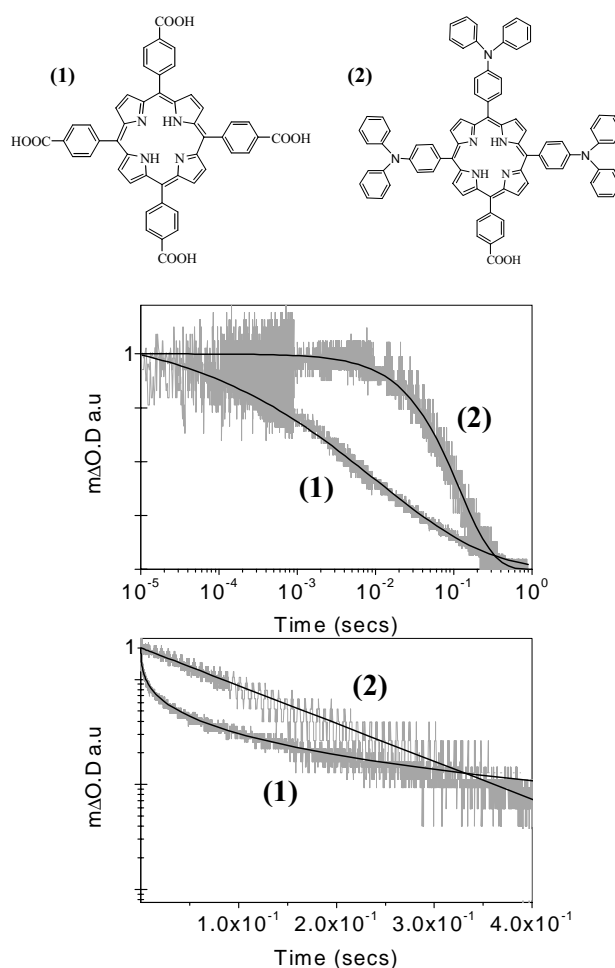 (1)
COOH
N
HN
NH
N
HOOC
COOH
COOH
(2)
N
N
N
N
HN
NH
N
COOH
mΔO.D a.u
1
(1)
(2)
10⁻⁵ 10⁻⁴ 10⁻³ 10⁻² 10⁻¹ 10⁰
Time (secs)
mΔO.D a.u
1
(2)
(1)
1.0x10⁻¹ 2.0x10⁻¹ 3.0x10⁻¹ 4.0x10⁻¹
Time (secs)